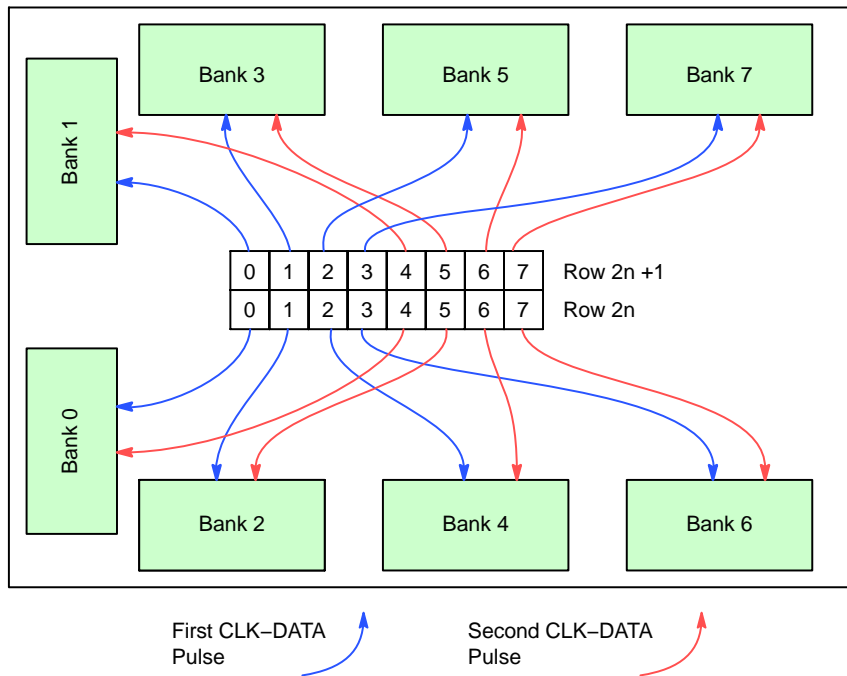 Bank 3
Bank 5
Bank 7
Bank 1
0 1 2 3 4 5 6 7 Row 2n +1
0 1 2 3 4 5 6 7 Row 2n
Bank 0
Bank 2
Bank 4
Bank 6
First CLK−DATA
Pulse
Second CLK−DATA
Pulse